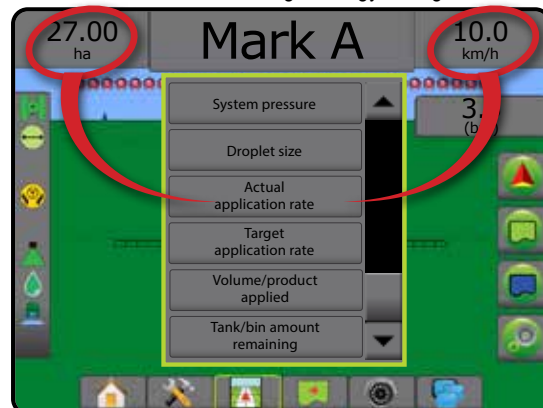 27.00
ha
Mark A
10.0
km/h
3.
System pressure
Droplet size
Actual
application rate
Target
application rate
Volume/product
applied
Tank/bin amount
remaining